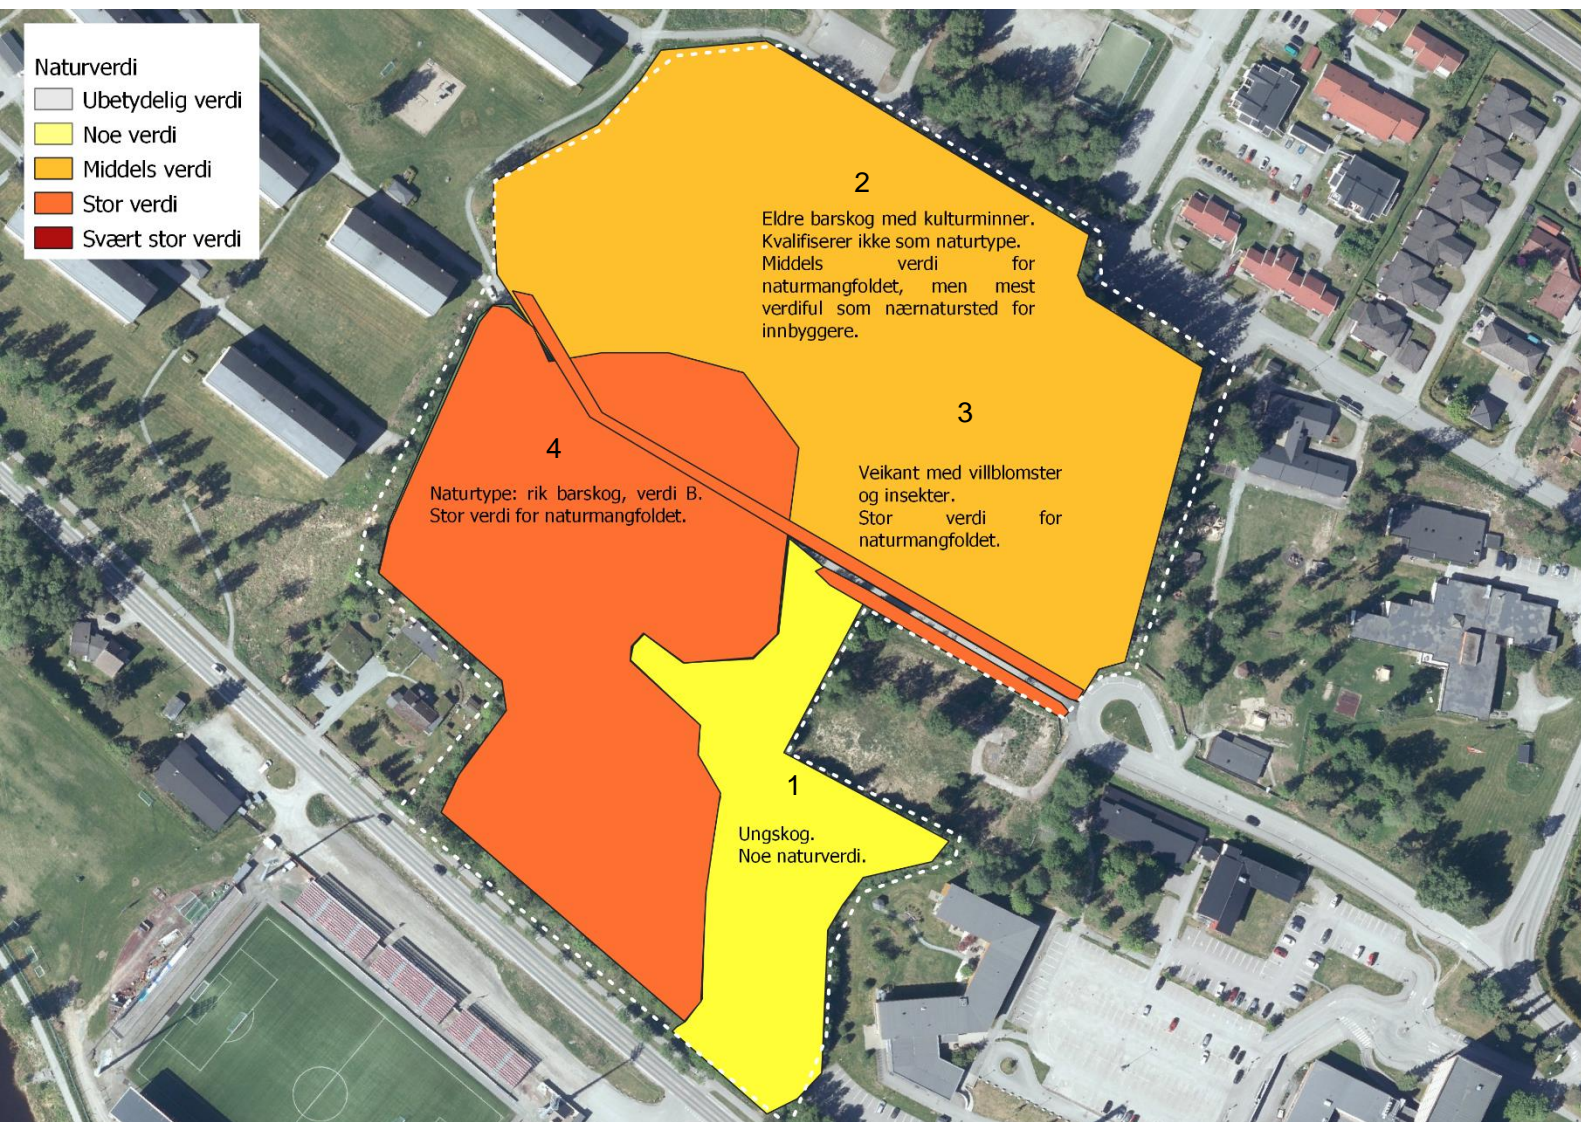 Naturverdi
Ubetydelig verdi
Noe verdi
Middels verdi
Stor verdi
Svært stor verdi
2
Eldre barskog med kulturminner.
Kvalifiserer ikke som naturtype.
Middels verdi for
naturmangfoldet, men mest
verdiful som nærnatursted for
innbyggere.
3
Veikant med villblomster
og insekter.
Stor verdi for
naturmangfoldet.
4
Naturtype: rik barskog, verdi B.
Stor verdi for naturmangfoldet.
1
Ungskog.
Noe naturverdi.